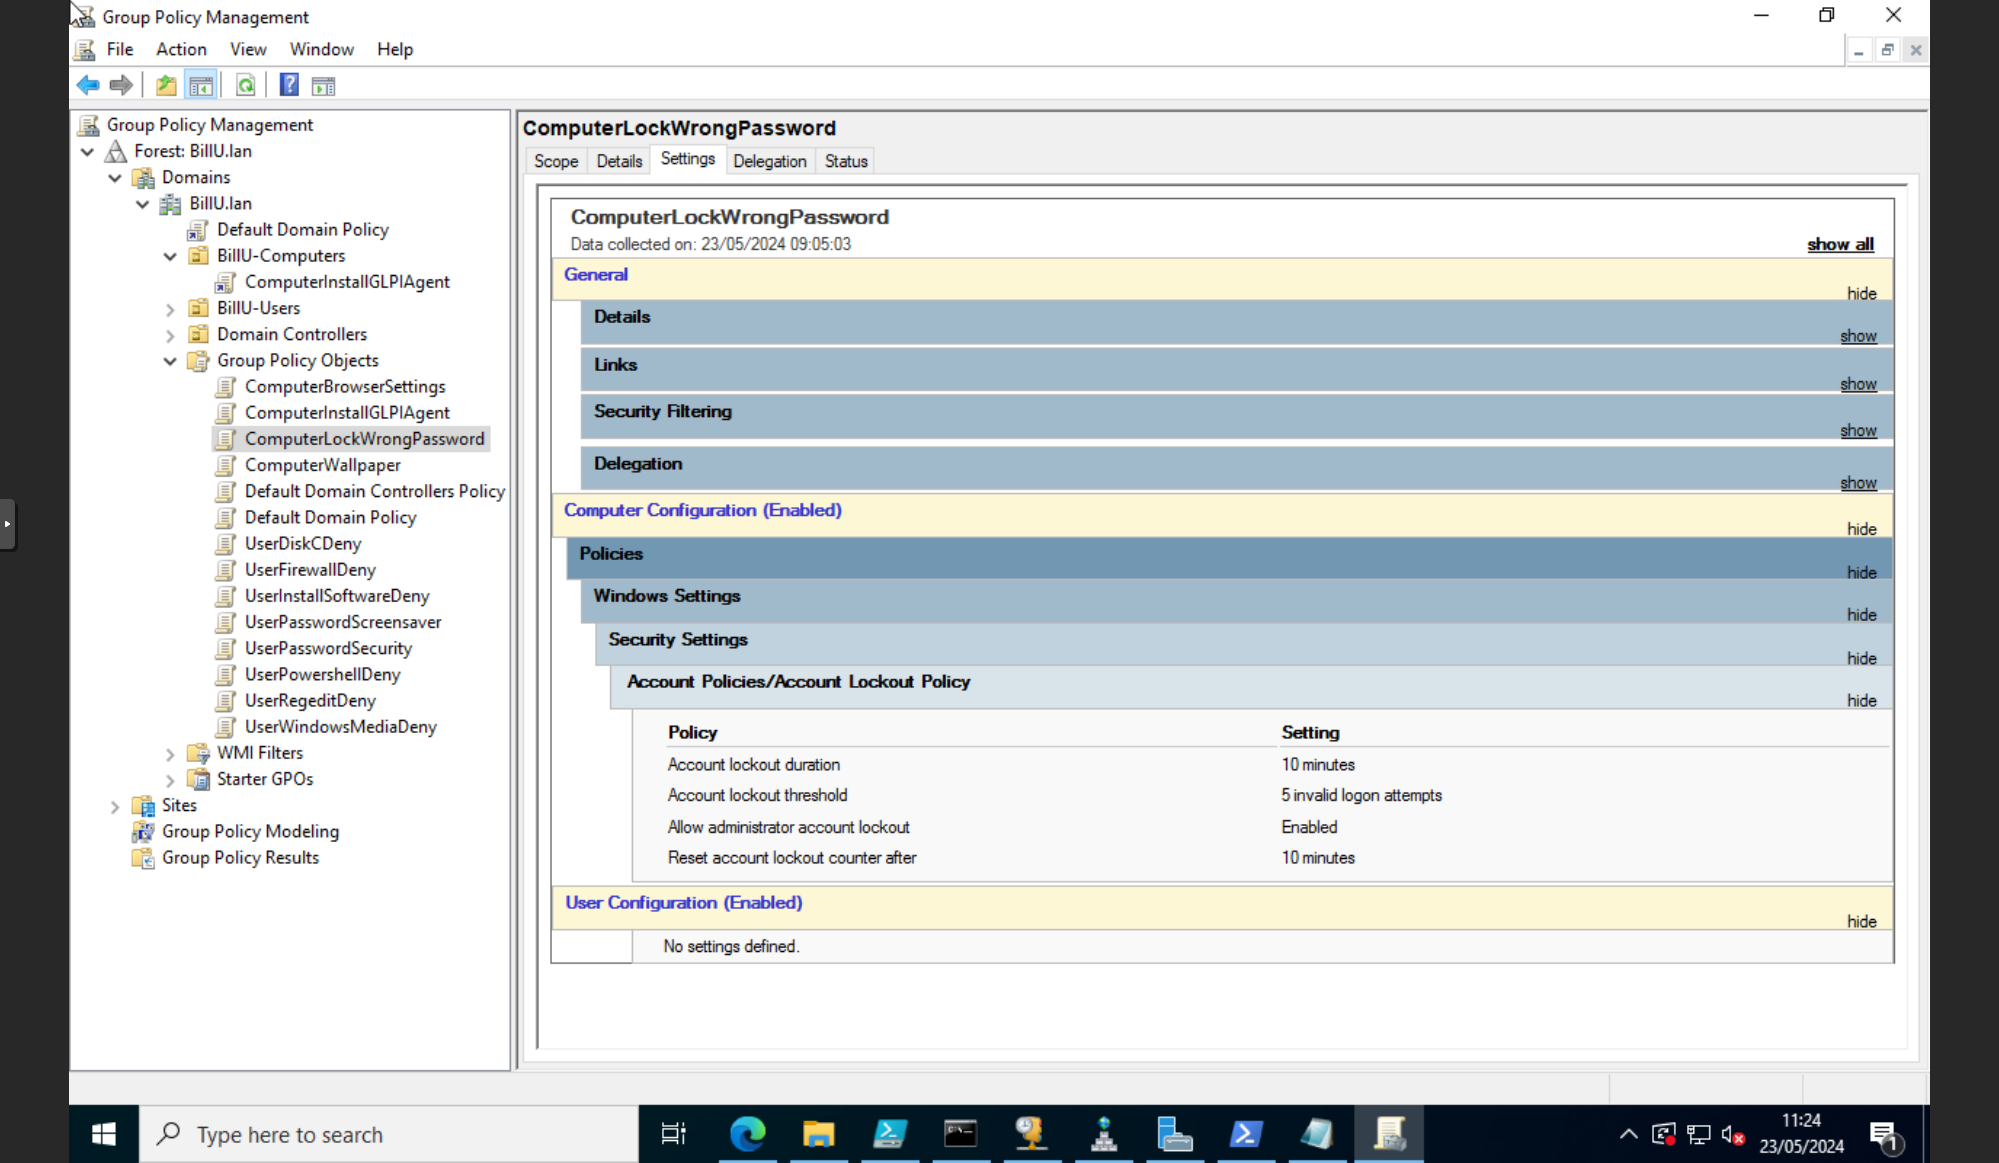 Group Policy Management
File Action View Window Help
Group Policy Management
Forest: BillU.lan
Domains
BillU.lan
Default Domain Policy
BillU-Computers
ComputerInstallGLPIAgent
BillU-Users
Domain Controllers
Group Policy Objects
ComputerBrowserSettings
ComputerInstallGLPIAgent
ComputerLockWrongPassword
ComputerWallpaper
Default Domain Controllers Policy
Default Domain Policy
UserDiskCDeny
UserFirewallDeny
UserInstallSoftwareDeny
UserPasswordScreensaver
UserPasswordSecurity
UserPowershellDeny
UserRegeditDeny
UserWindowsMediaDeny
WMI Filters
Starter GPOs
Sites
Group Policy Modeling
Group Policy Results
ComputerLockWrongPassword
Scope Details Settings Delegation Status
ComputerLockWrongPassword
Data collected on: 23/05/2024 09:05:03
show all
General
hide
Details
show
Links
show
Security Filtering
show
Delegation
show
Computer Configuration (Enabled)
hide
Policies
hide
Windows Settings
hide
Security Settings
hide
Account Policies/Account Lockout Policy
hide
Policy Setting
Account lockout duration 10 minutes
Account lockout threshold 5 invalid logon attempts
Allow administrator account lockout Enabled
Reset account lockout counter after 10 minutes
User Configuration (Enabled)
hide
No settings defined.
Type here to search
11:24
23/05/2024
1